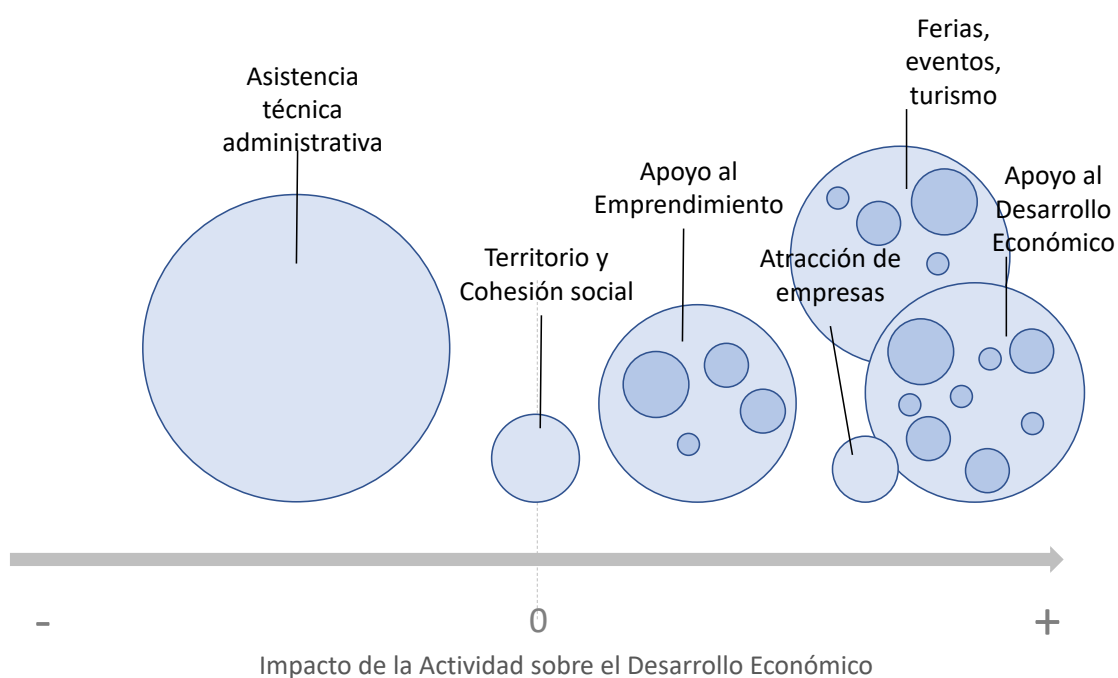 Ferias,
eventos,
turismo
Asistencia
técnica
administrativa
Apoyo al
Emprendimiento
Apoyo al
Desarrollo
Económico
Territorio y
Cohesión social
Atracción de
empresas
-
0
+
Impacto de la Actividad sobre el Desarrollo Económico